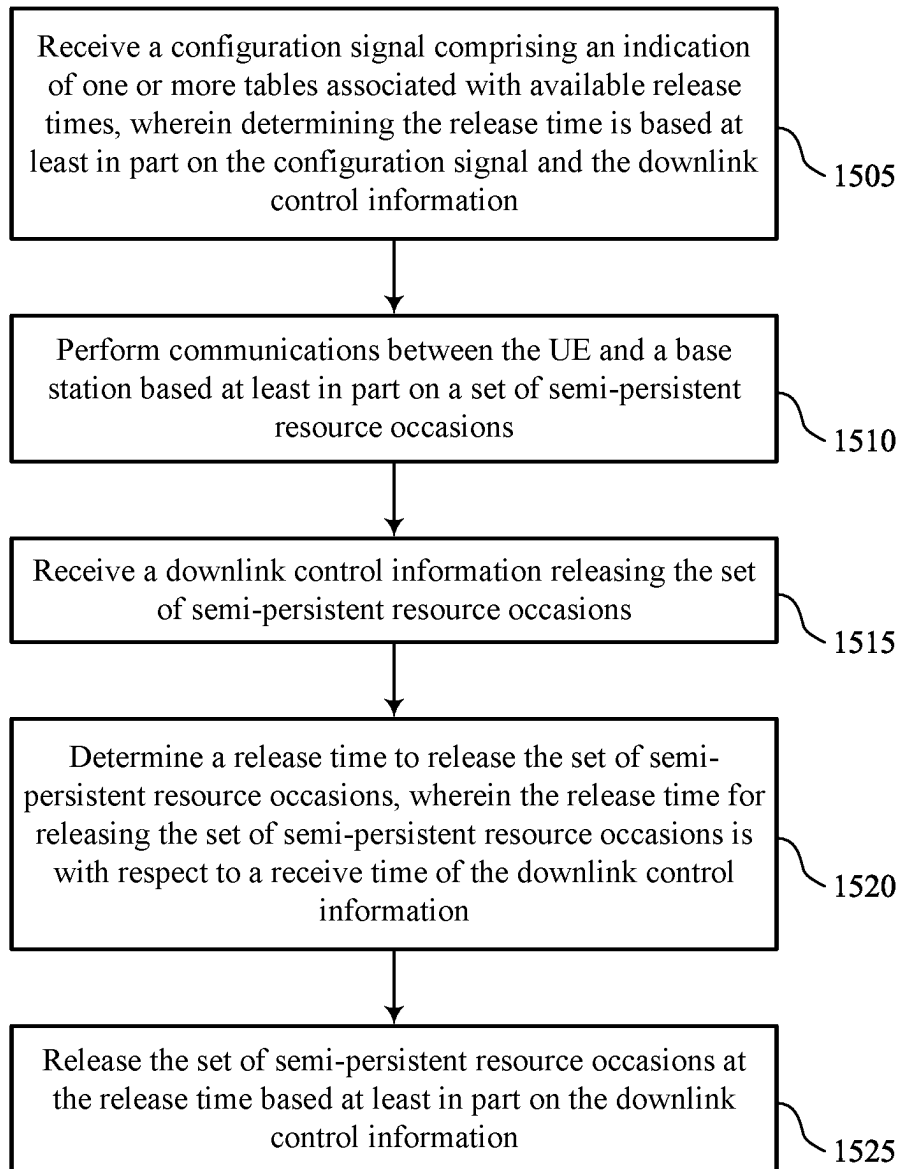 Receive a configuration signal comprising an indication
of one or more tables associated with available release
times, wherein determining the release time is based at
least in part on the configuration signal and the downlink
control information
1505
Perform communications between the UE and a base
station based at least in part on a set of semi-persistent
resource occasions
1510
Receive a downlink control information releasing the set
of semi-persistent resource occasions
1515
Determine a release time to release the set of semi-
persistent resource occasions, wherein the release time for
releasing the set of semi-persistent resource occasions is
with respect to a receive time of the downlink control
information
1520
Release the set of semi-persistent resource occasions at
the release time based at least in part on the downlink
control information
1525